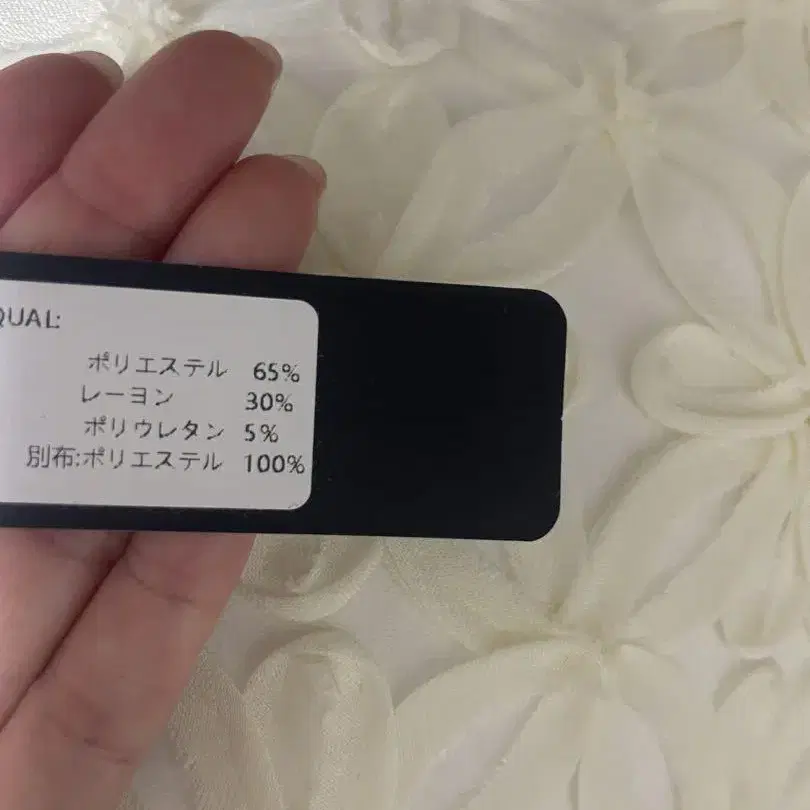 QUAL:
ポリエステル 65%
レーヨン 30%
ポリウレタン 5%
別布:ポリエステル 100%